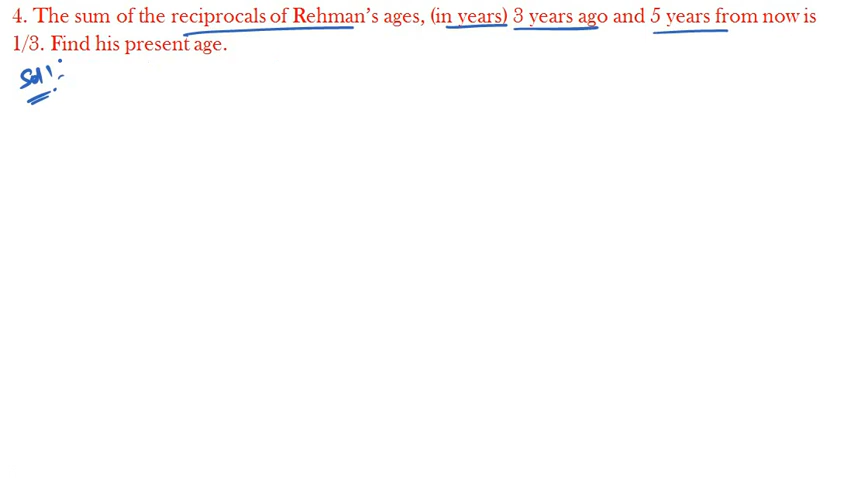 4. The sum of the reciprocals of Rehman's ages, (in years) 3 years ago and 5 years from now is
1/3. Find his present age.
Sol: